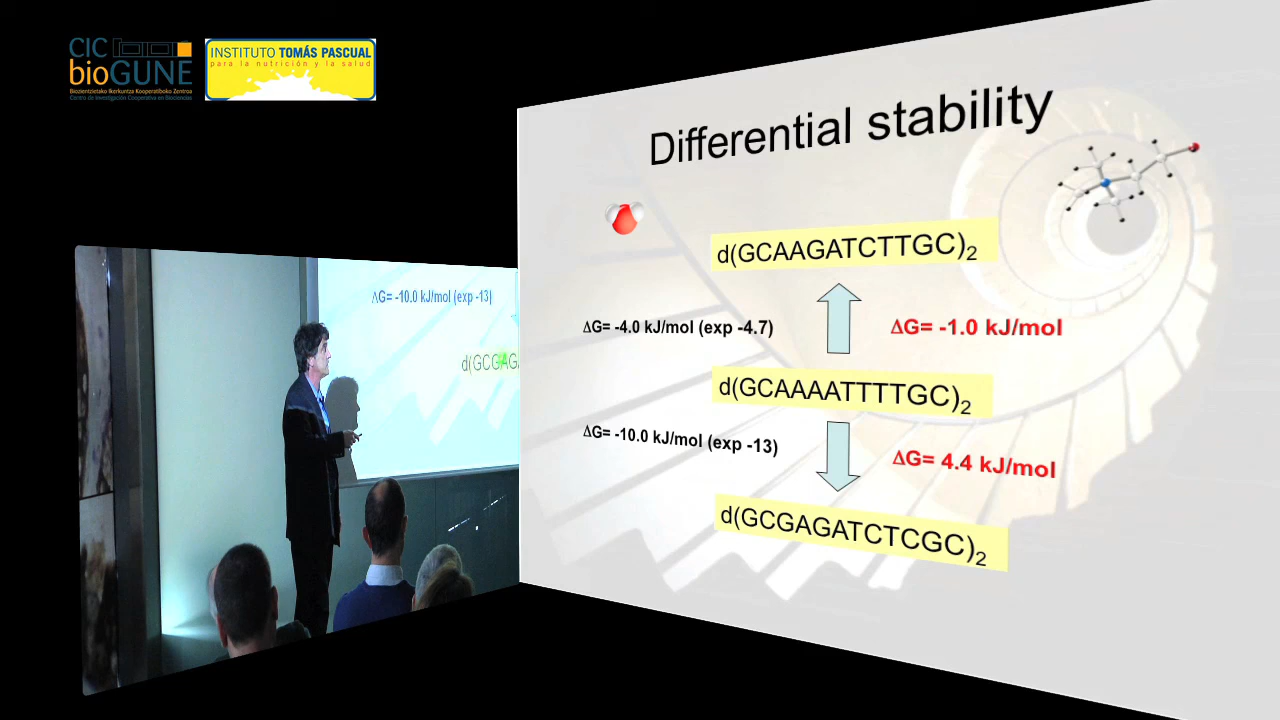 CIC
bioGUNE
Biozientzietako Ikerkuntza Kooperatiboko Zentroa
Centro de Investigación Cooperativa en Biociencias
INSTITUTO TOMÁS PASCUAL
para la nutrición y la salud
Differential stability
d(GCAAGATCTTGC)2
ΔG= -4.0 kJ/mol (exp -4.7)
ΔG= -1.0 kJ/mol
d(GCAAAATTTTGC)2
ΔG= -10.0 kJ/mol (exp -13)
ΔG= 4.4 kJ/mol
d(GCGAGATCTCGC)2
ΔG= -10.0 kJ/mol (exp -13)
d(GCGAGA